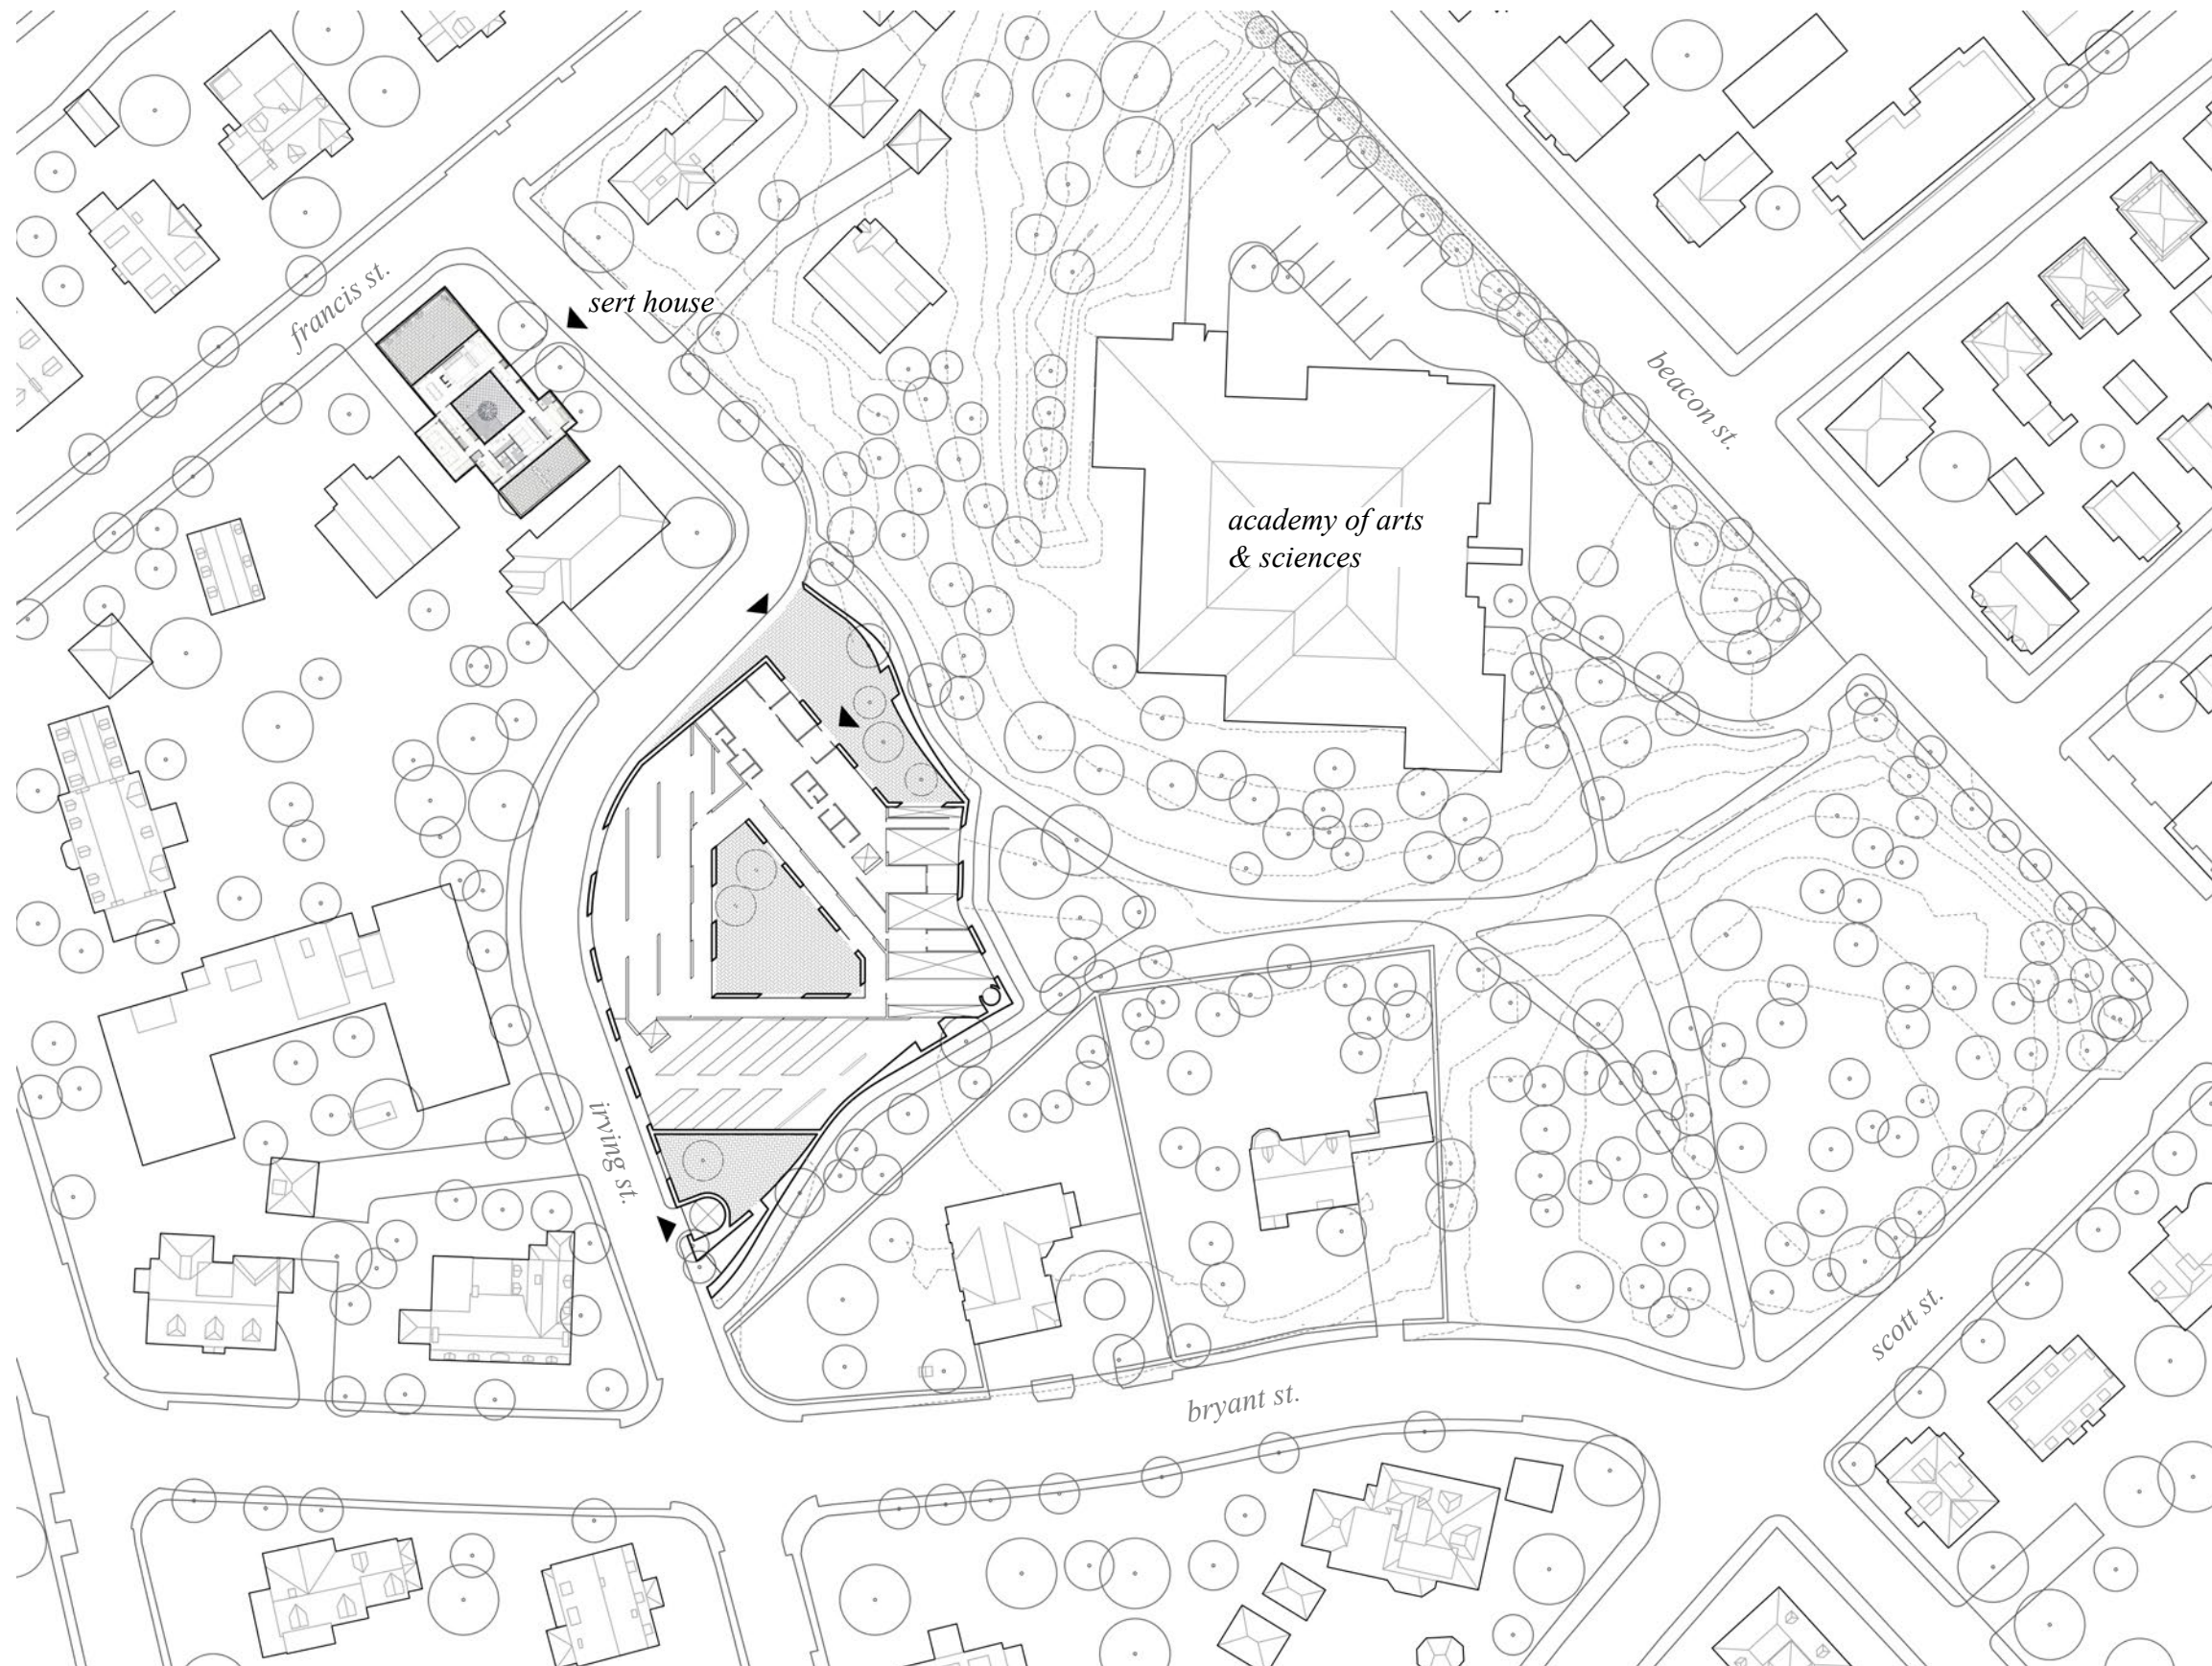 francis st.
sert house
beacon st.
academy of arts
& sciences
irving st.
scott st.
bryant st.